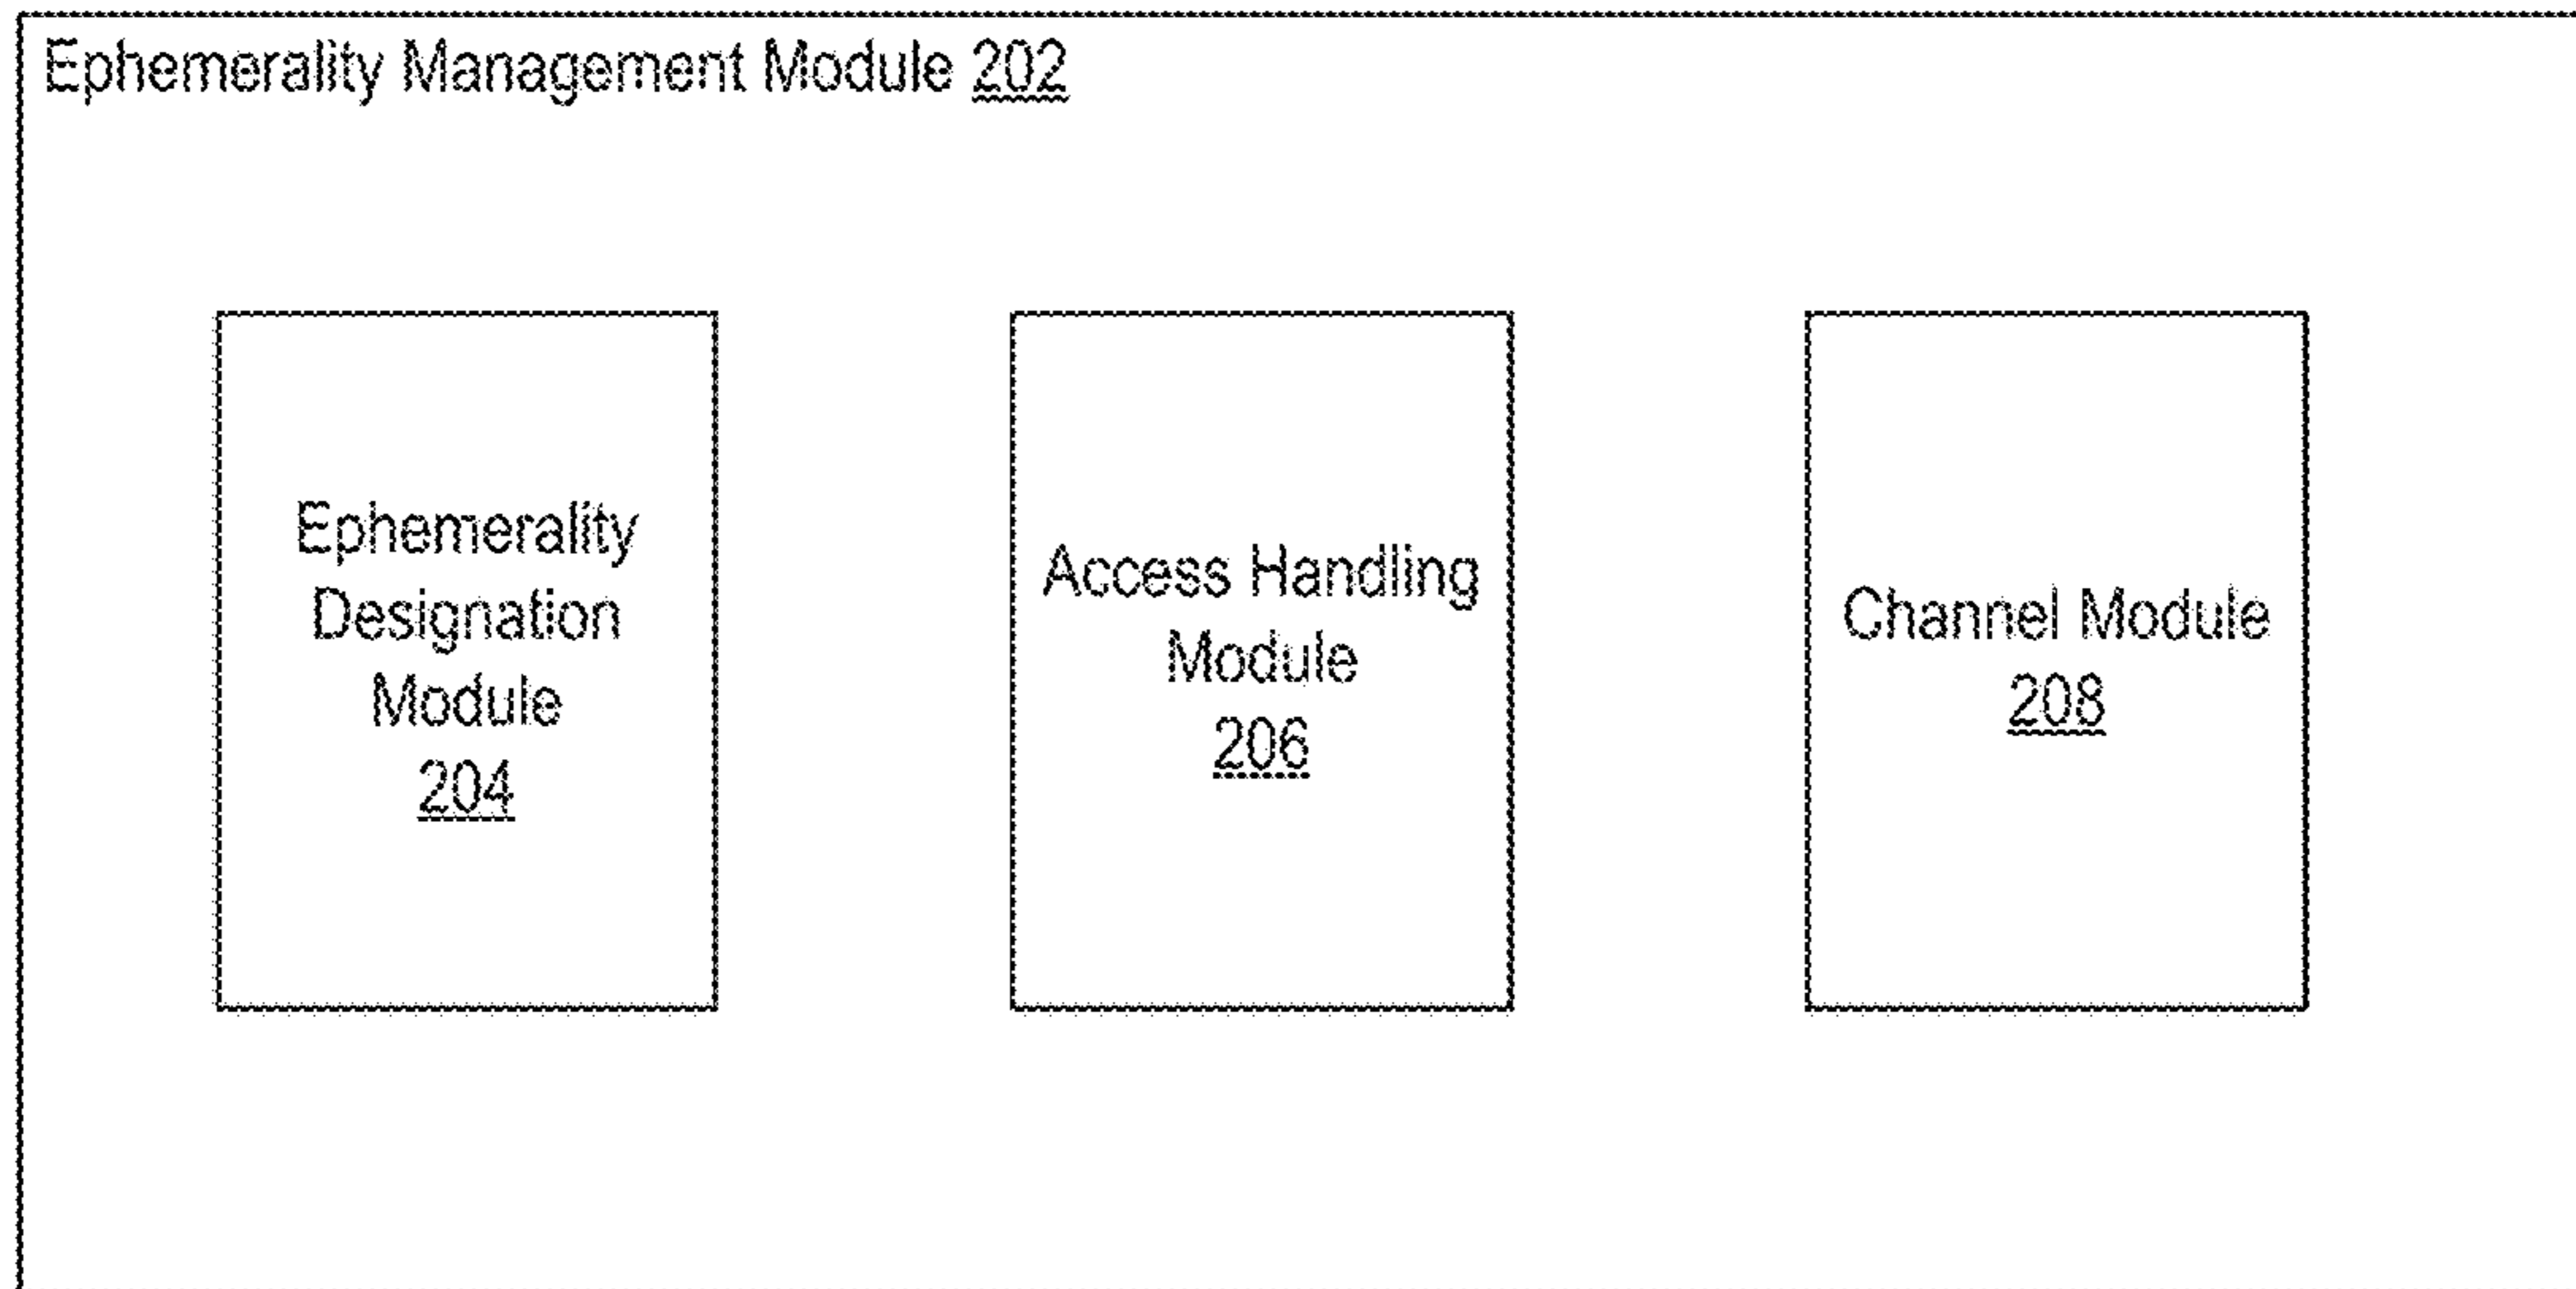 Ephemerality Management Module 202
Ephemerality
Designation
Module
204
Access Handling
Module
206
Channel Module
208